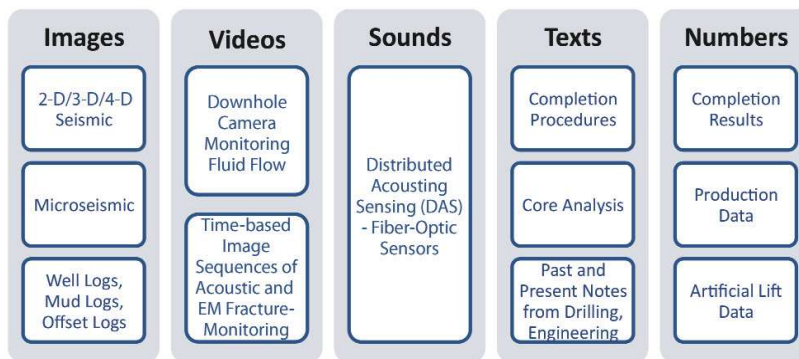 Images
2-D/3-D/4-D
Seismic
Microseismic
Well Logs,
Mud Logs,
Offset Logs
Videos
Downhole
Camera
Monitoring
Fluid Flow
Time-based
Image
Sequences of
Acoustic and
EM Fracture-
Monitoring
Sounds
Distributed
Acousting
Sensing (DAS)
- Fiber-Optic
Sensors
Texts
Completion
Procedures
Core Analysis
Past and
Present Notes
from Drilling,
Engineering
Numbers
Completion
Results
Production
Data
Artificial Lift
Data